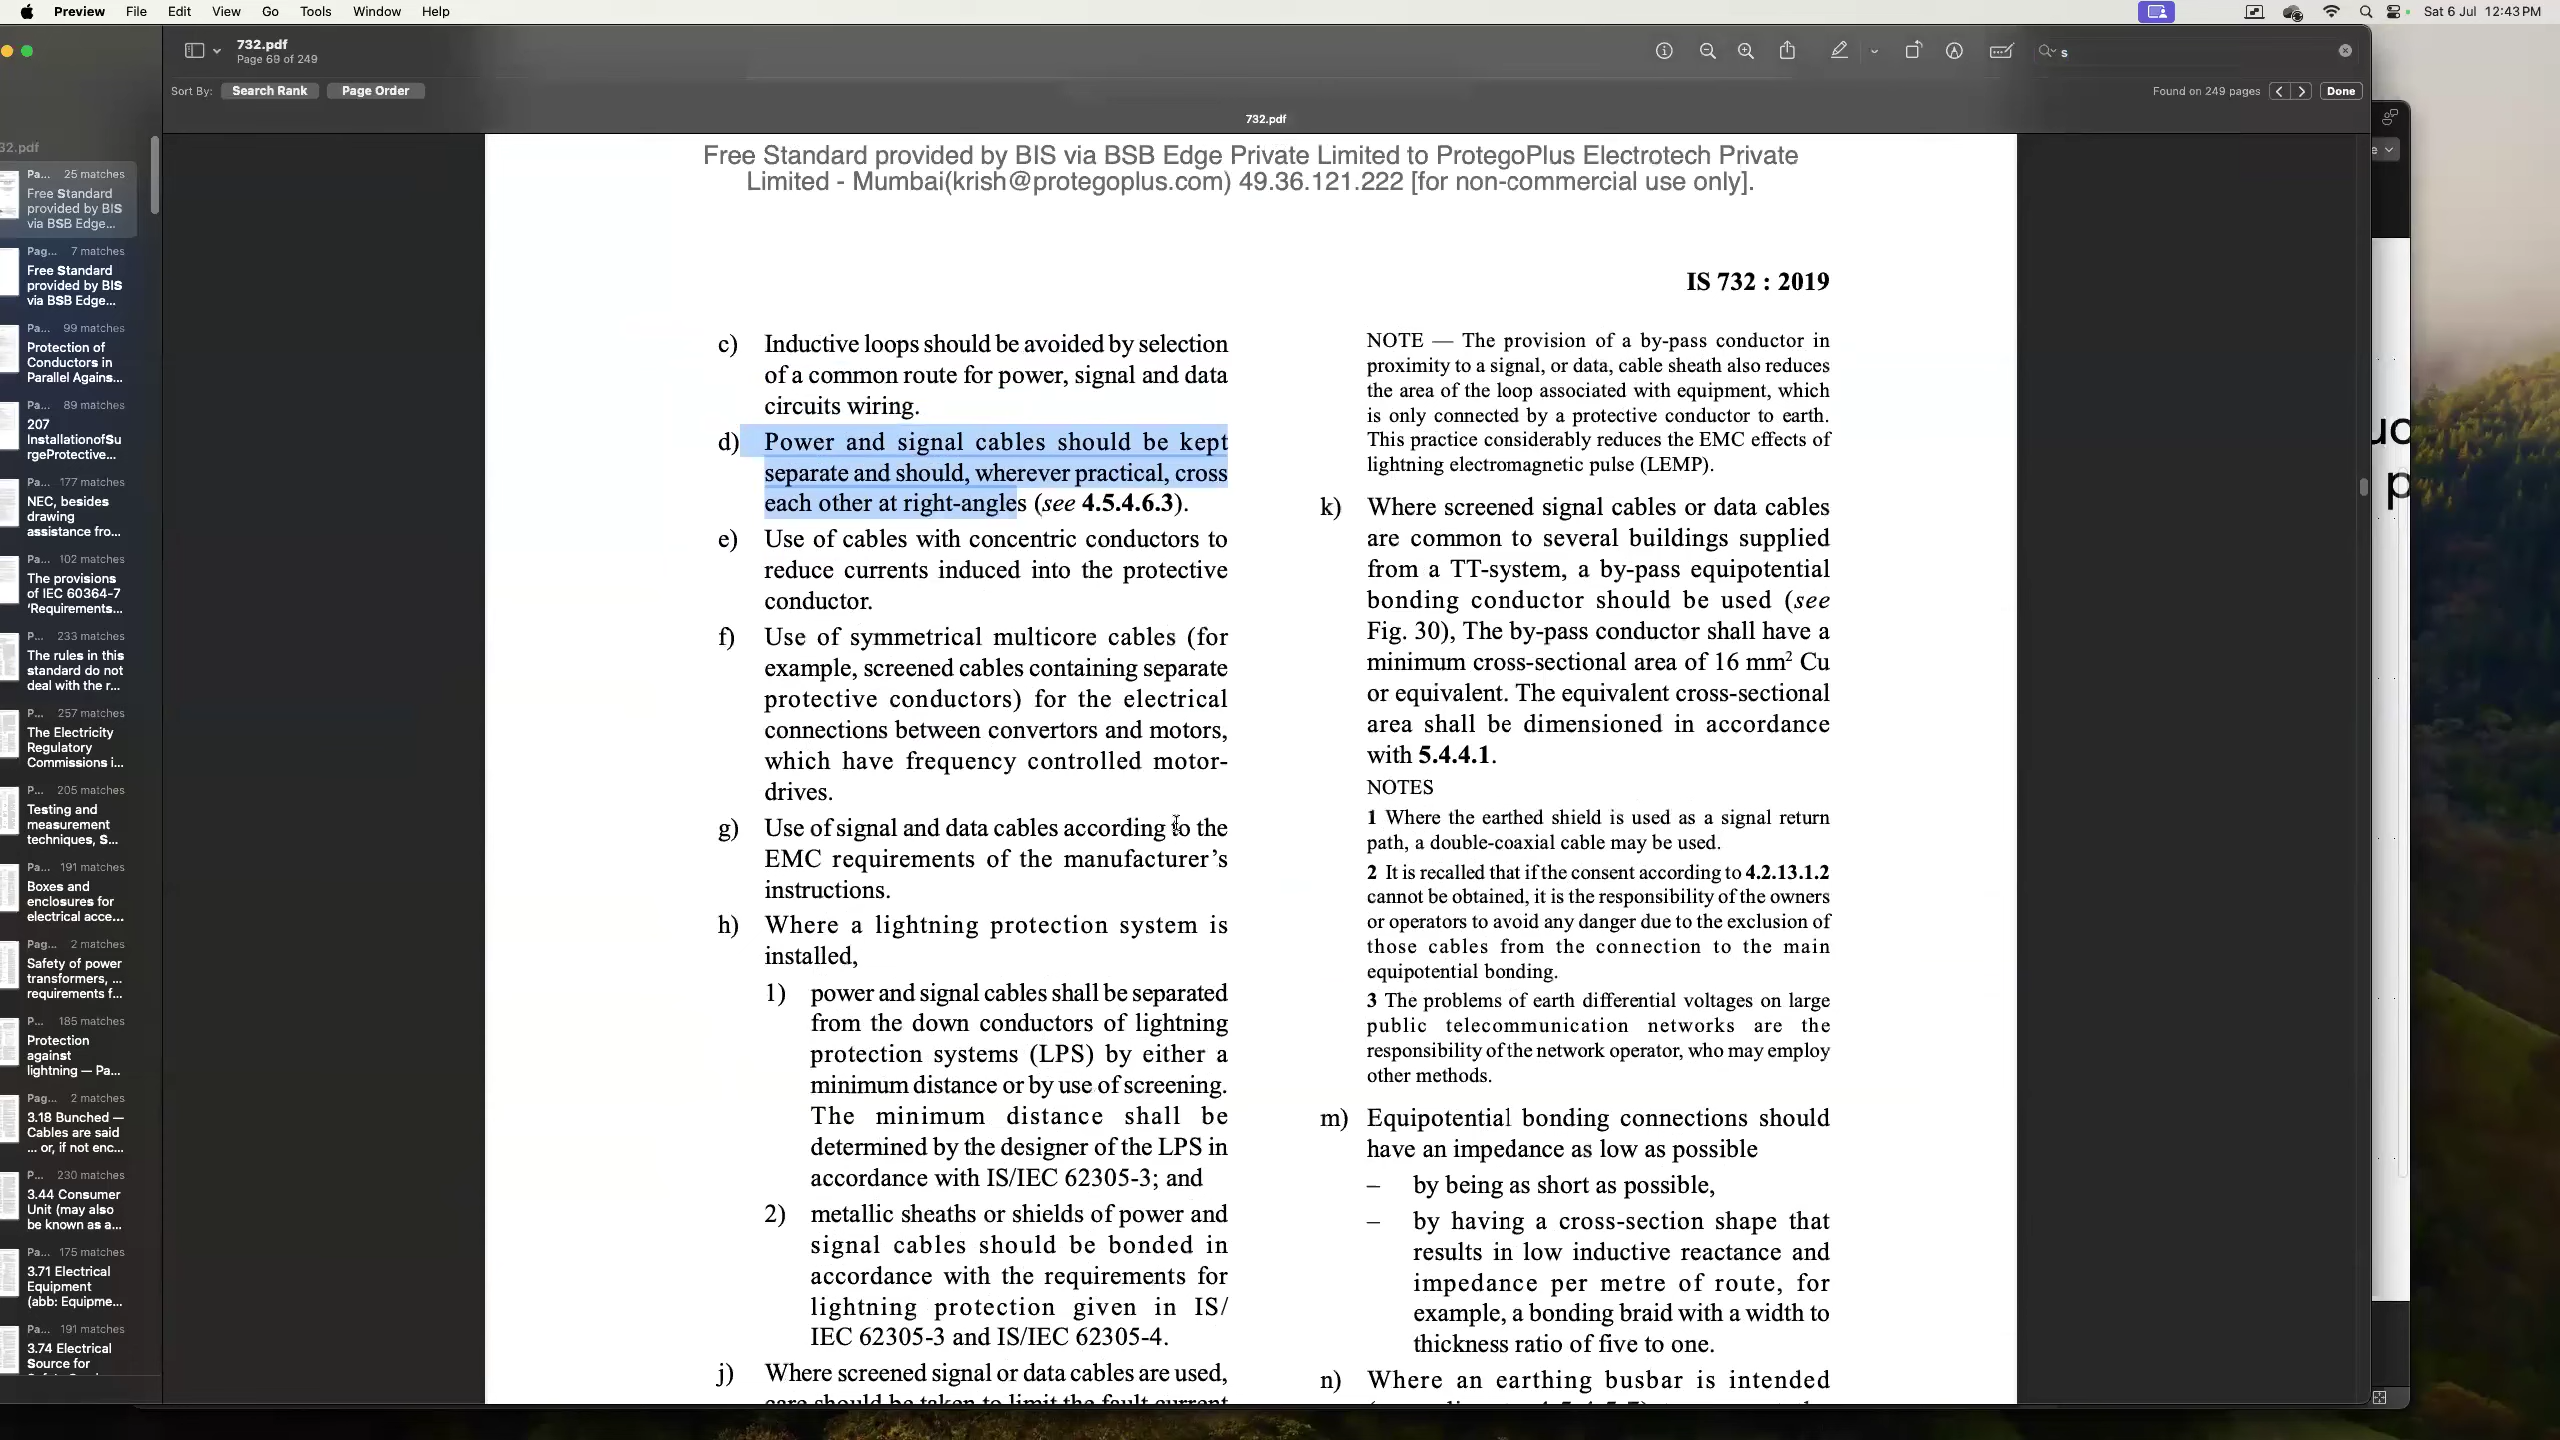 Preview File Edit View Go Tools Window Help
Sat 6 Jul 12:43 PM
732.pdf
Page 69 of 249
s
Sort By: Search Rank Page Order
Found on 249 pages
Done
732.pdf
32.pdf
Pa... 25 matches
Free Standard
provided by BIS
via BSB Edge...
Pag... 7 matches
Free Standard
provided by BIS
via BSB Edge...
Pa... 99 matches
Protection of
Conductors in
Parallel Agains...
Pa... 89 matches
207
InstallationofSu
rgeProtective...
Pa... 177 matches
NEC, besides
drawing
assistance fro...
Pa... 102 matches
The provisions
of IEC 60364-7
‘Requirements...
P... 233 matches
The rules in this
standard do not
deal with the r...
P... 257 matches
The Electricity
Regulatory
Commissions i...
P... 205 matches
Testing and
measurement
techniques, S...
Pa... 191 matches
Boxes and
enclosures for
electrical acce...
Pag... 2 matches
Safety of power
transformers, ...
requirements f...
P... 185 matches
Protection
against
lightning — Pa...
Pag... 2 matches
3.18 Bunched —
Cables are said
... or, if not enc...
P... 230 matches
3.44 Consumer
Unit (may also
be known as a...
Pa... 175 matches
3.71 Electrical
Equipment
(abb: Equipme...
Pa... 191 matches
3.74 Electrical
Source for
Free Standard provided by BIS via BSB Edge Private Limited to ProtegoPlus Electrotech Private
Limited - Mumbai(krish@protegoplus.com) 49.36.121.222 [for non-commercial use only].
IS 732 : 2019
c) Inductive loops should be avoided by selection
of a common route for power, signal and data
circuits wiring.
d) Power and signal cables should be kept
separate and should, wherever practical, cross
each other at right-angles (see 4.5.4.6.3).
e) Use of cables with concentric conductors to
reduce currents induced into the protective
conductor.
f) Use of symmetrical multicore cables (for
example, screened cables containing separate
protective conductors) for the electrical
connections between convertors and motors,
which have frequency controlled motor-
drives.
g) Use of signal and data cables according to the
EMC requirements of the manufacturer’s
instructions.
h) Where a lightning protection system is
installed,
1) power and signal cables shall be separated
from the down conductors of lightning
protection systems (LPS) by either a
minimum distance or by use of screening.
The minimum distance shall be
determined by the designer of the LPS in
accordance with IS/IEC 62305-3; and
2) metallic sheaths or shields of power and
signal cables should be bonded in
accordance with the requirements for
lightning protection given in IS/
IEC 62305-3 and IS/IEC 62305-4.
j) Where screened signal or data cables are used,
care should be taken to limit the fault current
NOTE — The provision of a by-pass conductor in
proximity to a signal, or data, cable sheath also reduces
the area of the loop associated with equipment, which
is only connected by a protective conductor to earth.
This practice considerably reduces the EMC effects of
lightning electromagnetic pulse (LEMP).
k) Where screened signal cables or data cables
are common to several buildings supplied
from a TT-system, a by-pass equipotential
bonding conductor should be used (see
Fig. 30), The by-pass conductor shall have a
minimum cross-sectional area of 16 mm² Cu
or equivalent. The equivalent cross-sectional
area shall be dimensioned in accordance
with 5.4.4.1.
NOTES
1 Where the earthed shield is used as a signal return
path, a double-coaxial cable may be used.
2 It is recalled that if the consent according to 4.2.13.1.2
cannot be obtained, it is the responsibility of the owners
or operators to avoid any danger due to the exclusion of
those cables from the connection to the main
equipotential bonding.
3 The problems of earth differential voltages on large
public telecommunication networks are the
responsibility of the network operator, who may employ
other methods.
m) Equipotential bonding connections should
have an impedance as low as possible
– by being as short as possible,
– by having a cross-section shape that
results in low inductive reactance and
impedance per metre of route, for
example, a bonding braid with a width to
thickness ratio of five to one.
n) Where an earthing busbar is intended